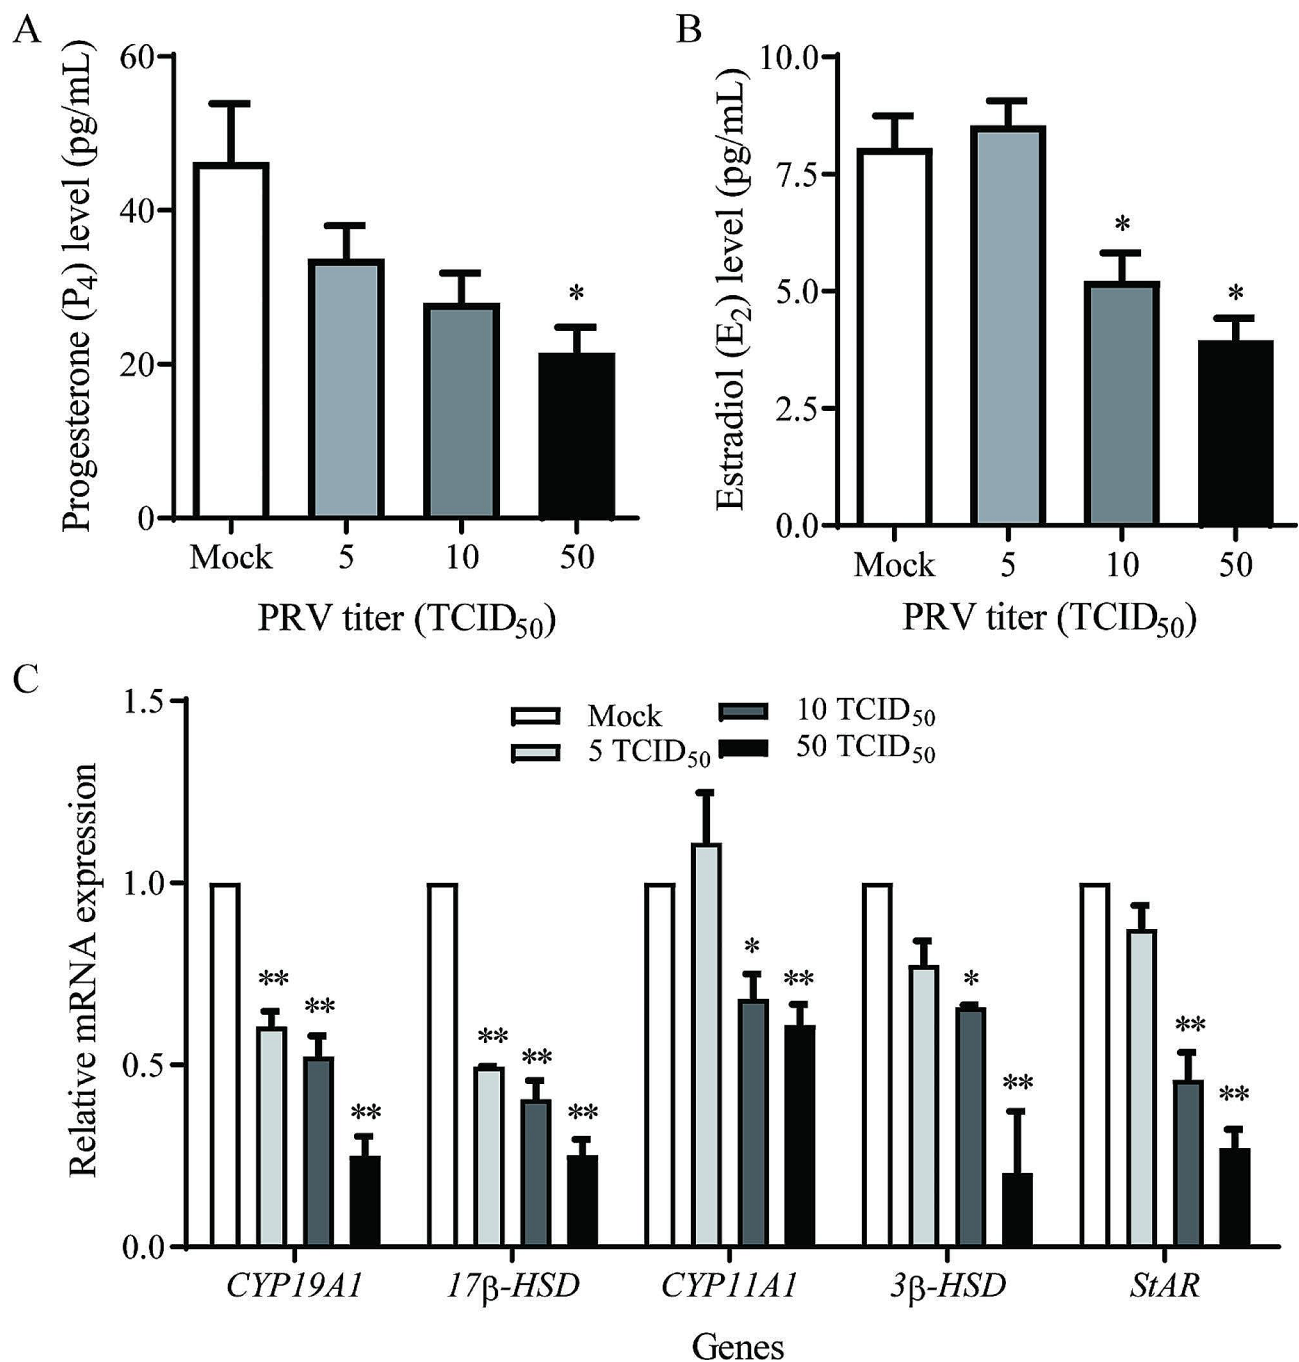 A
Progesterone (P4) level (pg/mL)
60
40
20
0
*
Mock 5 10 50
PRV titer (TCID50)
B
Estradiol (E2) level (pg/mL)
10.0
7.5
5.0
2.5
0.0
* *
Mock 5 10 50
PRV titer (TCID50)
C
Relative mRNA expression
1.5
1.0
0.5
0.0
Mock
5 TCID50
10 TCID50
50 TCID50
** ** **
** ** **
* **
* **
** **
CYP19A1 17β-HSD CYP11A1 3β-HSD StAR
Genes